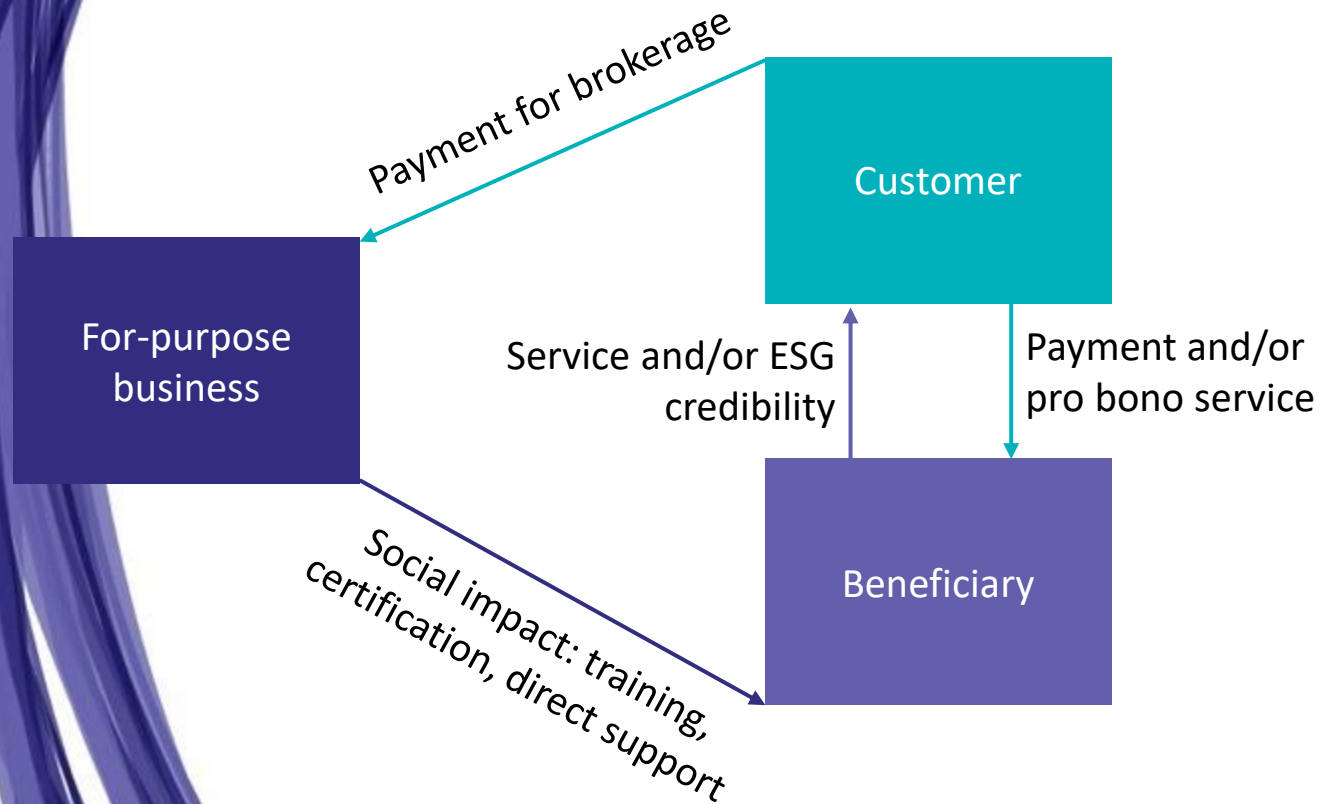 Payment for brokerage
Customer
For-purpose
business
Service and/or ESG
credibility
Payment and/or
pro bono service
Beneficiary
Social impact: training,
certification, direct support